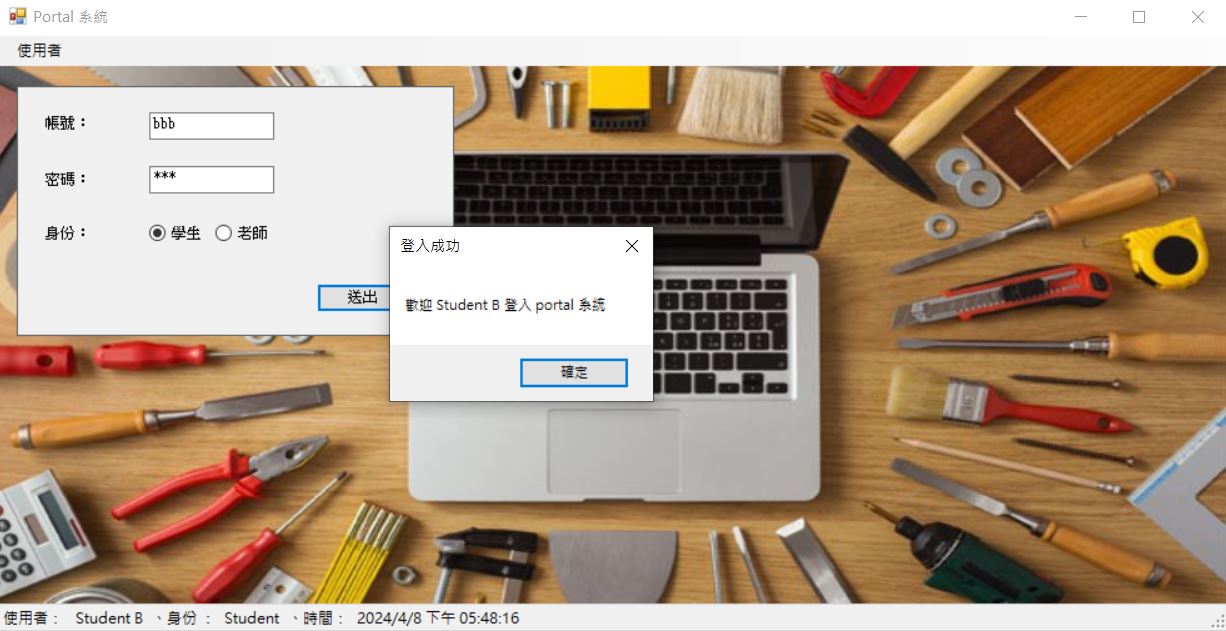 Portal 系統
使用者
帳號：
bbb
密碼：
***
身份：
學生 老師
送出
登入成功
歡迎 Student B 登入 portal 系統
確定
使用者： Student B 、身份： Student 、時間： 2024/4/8 下午 05:48:16